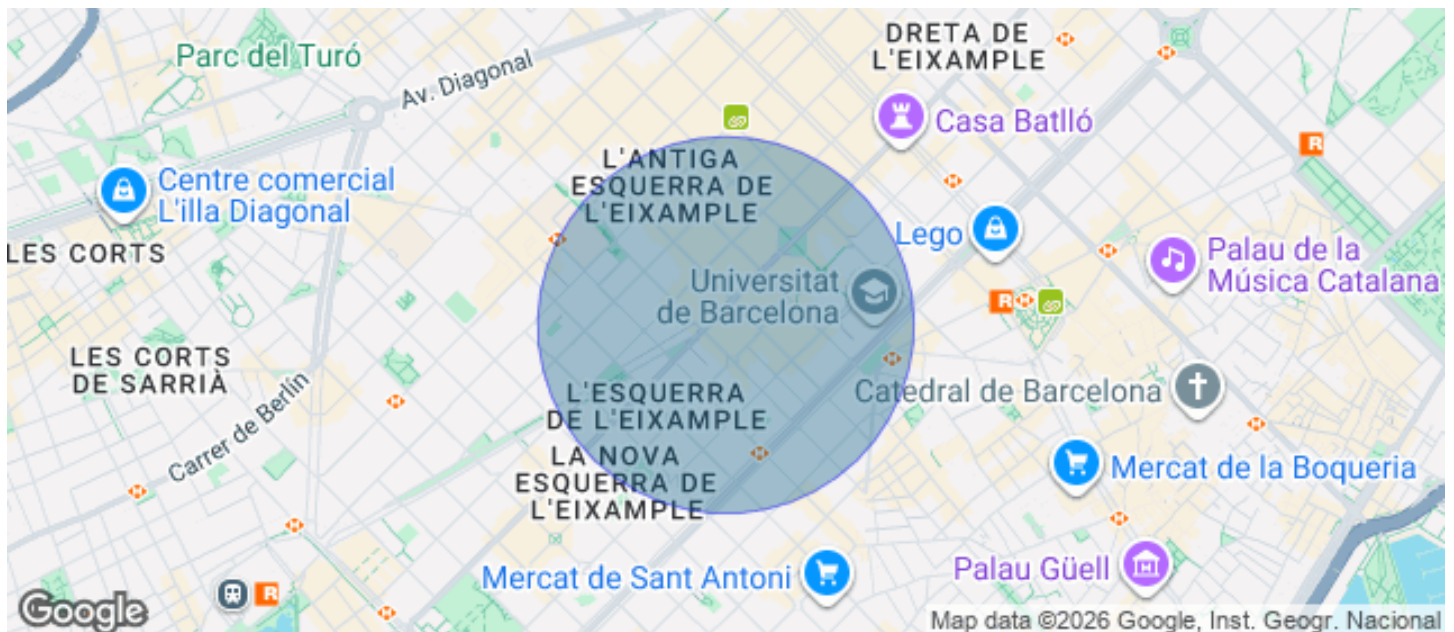 DRETA DE
L'EIXAMPLE
Parc del Turó
Av. Diagonal
Casa Batlló
L'ANTIGA
ESQUERRA DE
L'EIXAMPLE
Centre comercial
L'illa Diagonal
Lego
LES CORTS
Palau de la
Música Catalana
Universitat
de Barcelona
LES CORTS
DE SARRIÀ
L'ESQUERRA
DE L'EIXAMPLE
Catedral de Barcelona
Carrer de Berlín
LA NOVA
ESQUERRA DE
L'EIXAMPLE
Mercat de la Boqueria
Mercat de Sant Antoni
Palau Güell
R
R
R
Google
Map data ©2026 Google, Inst. Geogr. Nacional